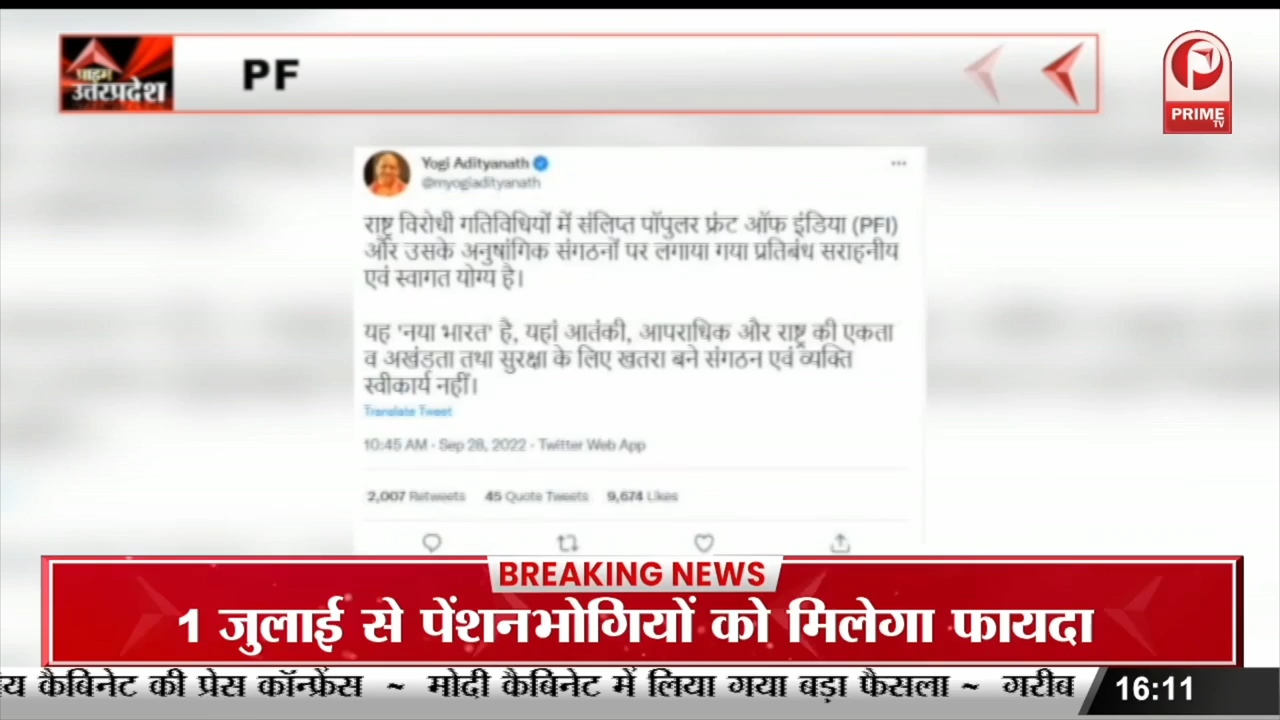 प्राइम
उत्तरप्रदेश
PF
PRIME
TV
Yogi Adityanath
@myogiadityanath
राष्ट्र विरोधी गतिविधियों में संलिप्त पॉपुलर फ्रंट ऑफ इंडिया (PFI)
और उसके अनुषांगिक संगठनों पर लगाया गया प्रतिबंध सराहनीय
एवं स्वागत योग्य है।
यह 'नया भारत' है, यहां आतंकी, आपराधिक और राष्ट्र की एकता
व अखंडता तथा सुरक्षा के लिए खतरा बने संगठन एवं व्यक्ति
स्वीकार्य नहीं।
Translate Tweet
10:45 AM · Sep 28, 2022 · Twitter Web App
2,007 Retweets 45 Quote Tweets 9,674 Likes
BREAKING NEWS
1 जुलाई से पेंशनभोगियों को मिलेगा फायदा
कैबिनेट की प्रेस कॉन्फ्रेंस ~ मोदी कैबिनेट में लिया गया बड़ा फैसला ~ गरीब
16:11